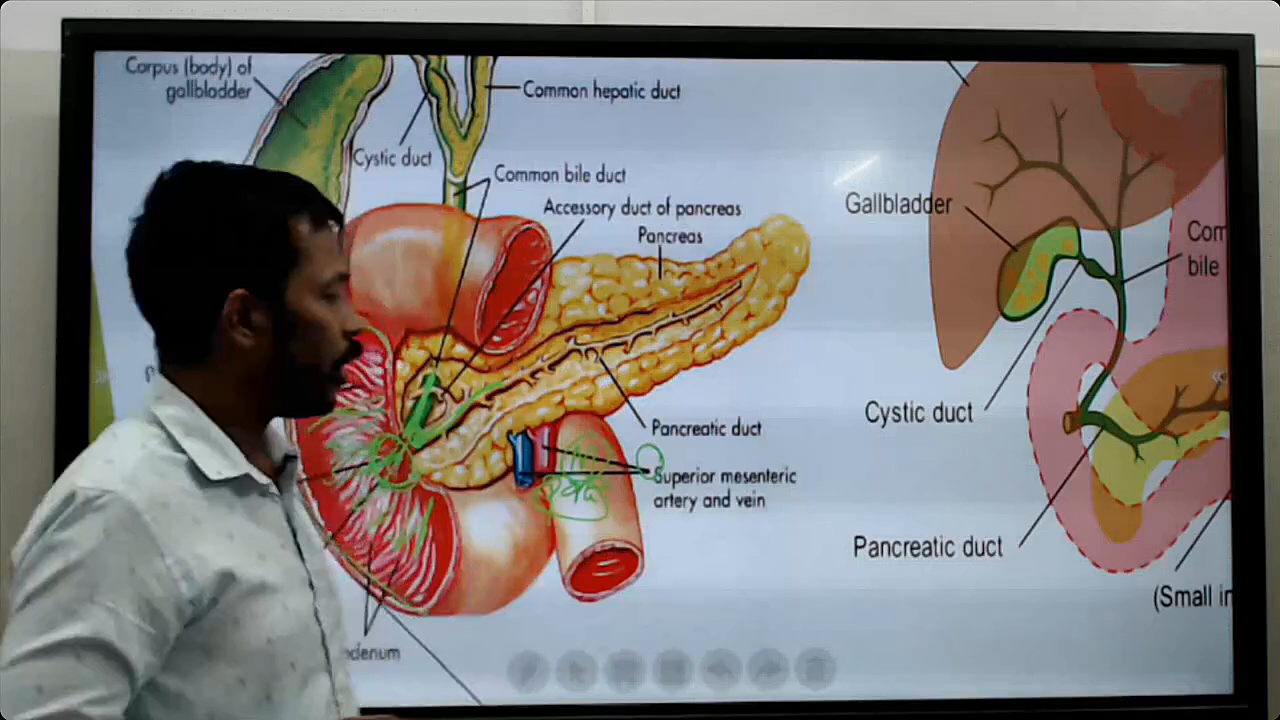 Corpus (body) of
gallbladder
Common hepatic duct
Cystic duct
Common bile duct
Accessory duct of pancreas
Pancreas
Pancreatic duct
Superior mesenteric
artery and vein
denum
Gallbladder
Com
bile
Cystic duct
Pancreatic duct
(Small in